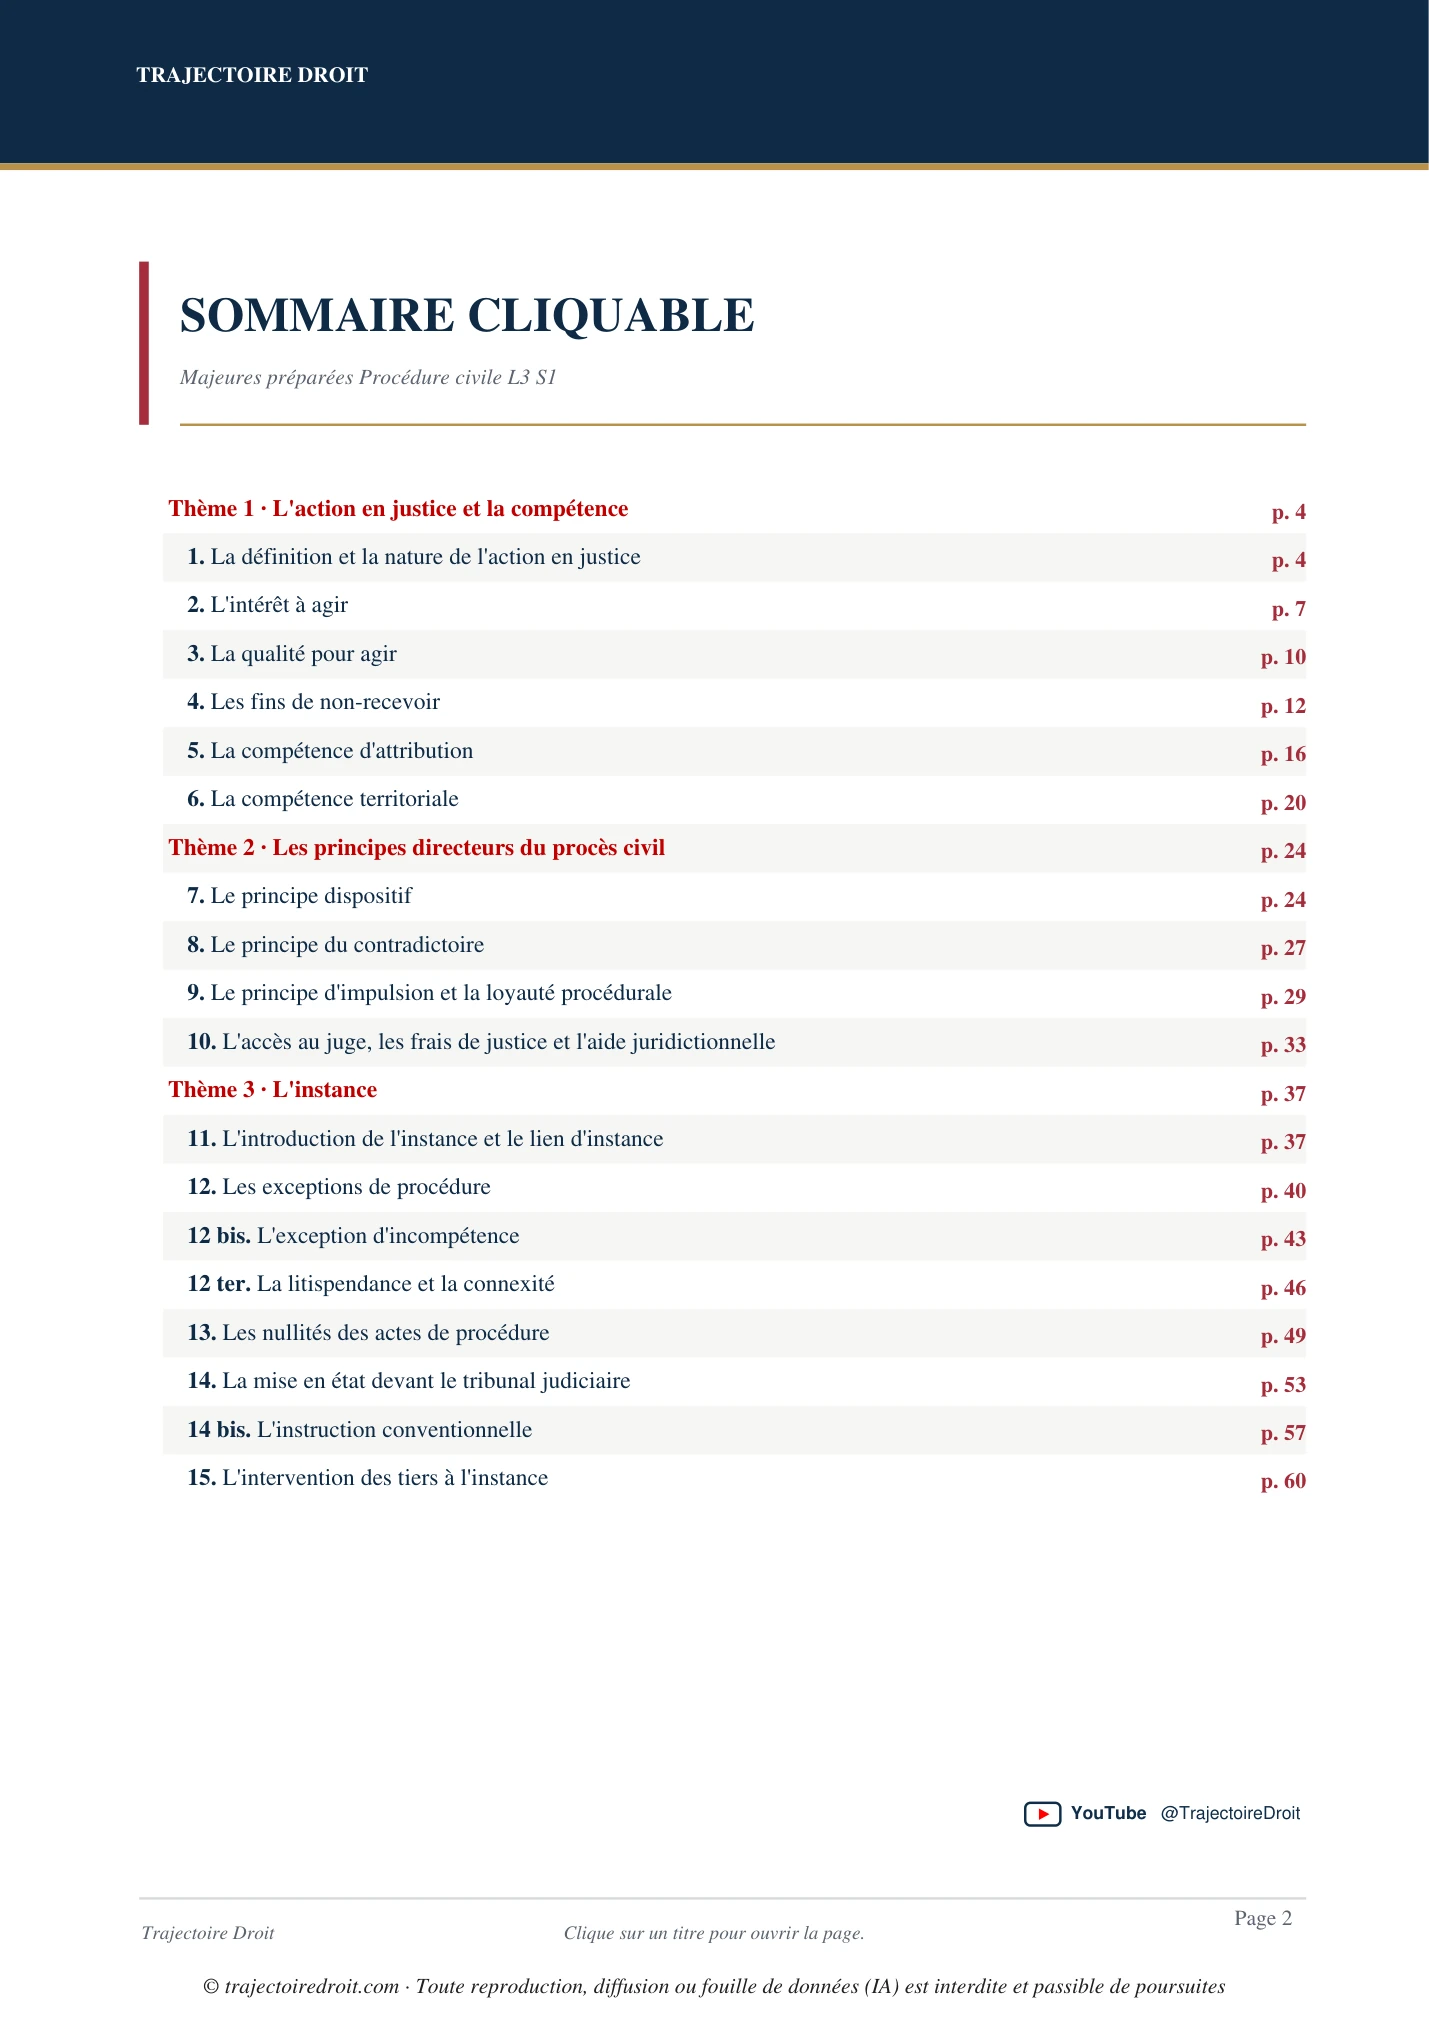 TRAJECTOIRE DROIT
SOMMAIRE CLIQUABLE
Majeures préparées Procédure civile L3 S1
Thème 1 · L'action en justice et la compétence p. 4
1. La définition et la nature de l'action en justice p. 4
2. L'intérêt à agir p. 7
3. La qualité pour agir p. 10
4. Les fins de non-recevoir p. 12
5. La compétence d'attribution p. 16
6. La compétence territoriale p. 20
Thème 2 · Les principes directeurs du procès civil p. 24
7. Le principe dispositif p. 24
8. Le principe du contradictoire p. 27
9. Le principe d'impulsion et la loyauté procédurale p. 29
10. L'accès au juge, les frais de justice et l'aide juridictionnelle p. 33
Thème 3 · L'instance p. 37
11. L'introduction de l'instance et le lien d'instance p. 37
12. Les exceptions de procédure p. 40
12 bis. L'exception d'incompétence p. 43
12 ter. La litispendance et la connexité p. 46
13. Les nullités des actes de procédure p. 49
14. La mise en état devant le tribunal judiciaire p. 53
14 bis. L'instruction conventionnelle p. 57
15. L'intervention des tiers à l'instance p. 60
YouTube @TrajectoireDroit
Page 2
Trajectoire Droit Clique sur un titre pour ouvrir la page.
© trajectoiredroit.com · Toute reproduction, diffusion ou fouille de données (IA) est interdite et passible de poursuites